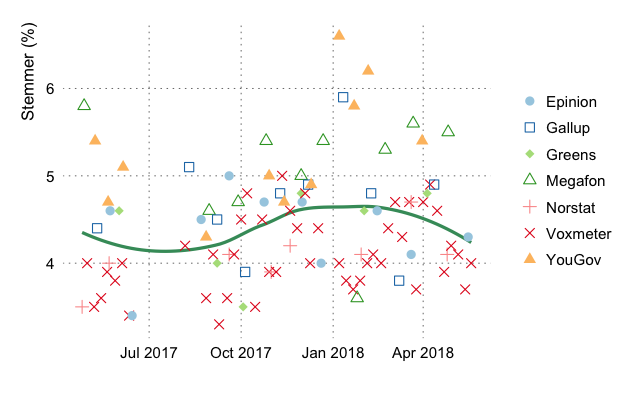 Stemmer (%)
6
5
4
Jul 2017
Oct 2017
Jan 2018
Apr 2018
Epinion
Gallup
Greens
Megafon
Norstat
Voxmeter
YouGov